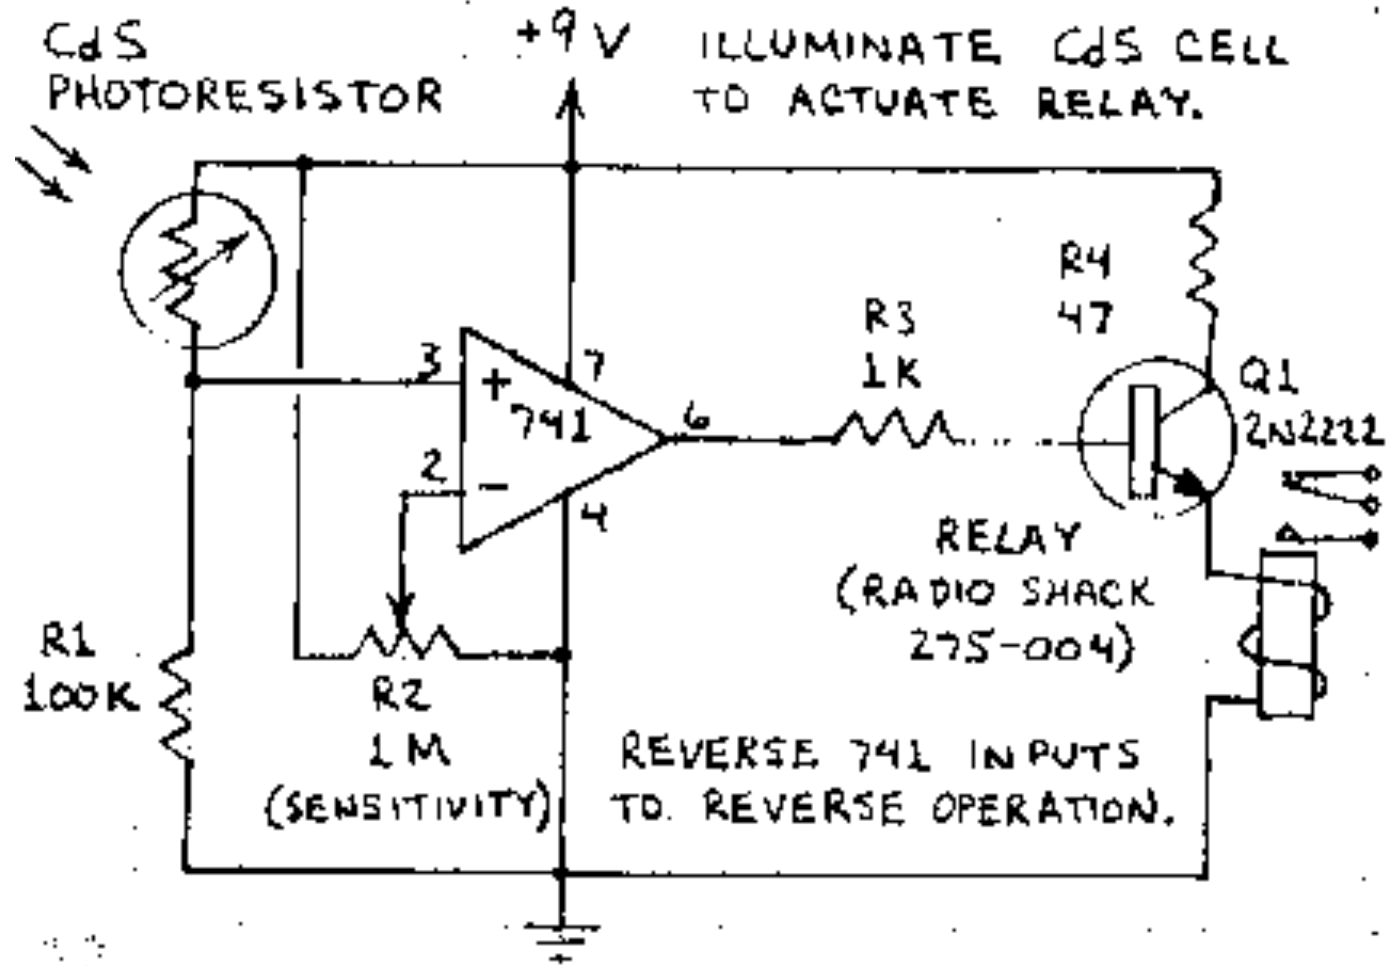 CdS
PHOTORESISTOR
+9V
ILLUMINATE CdS CELL
TO ACTUATE RELAY.
R4
47
R3
1K
Q1
2N2222
3
+
7
741
6
2
-
4
RELAY
(RADIO SHACK
275-004)
R1
100K
R2
1M
(SENSITIVITY)
REVERSE 741 INPUTS
TO REVERSE OPERATION.